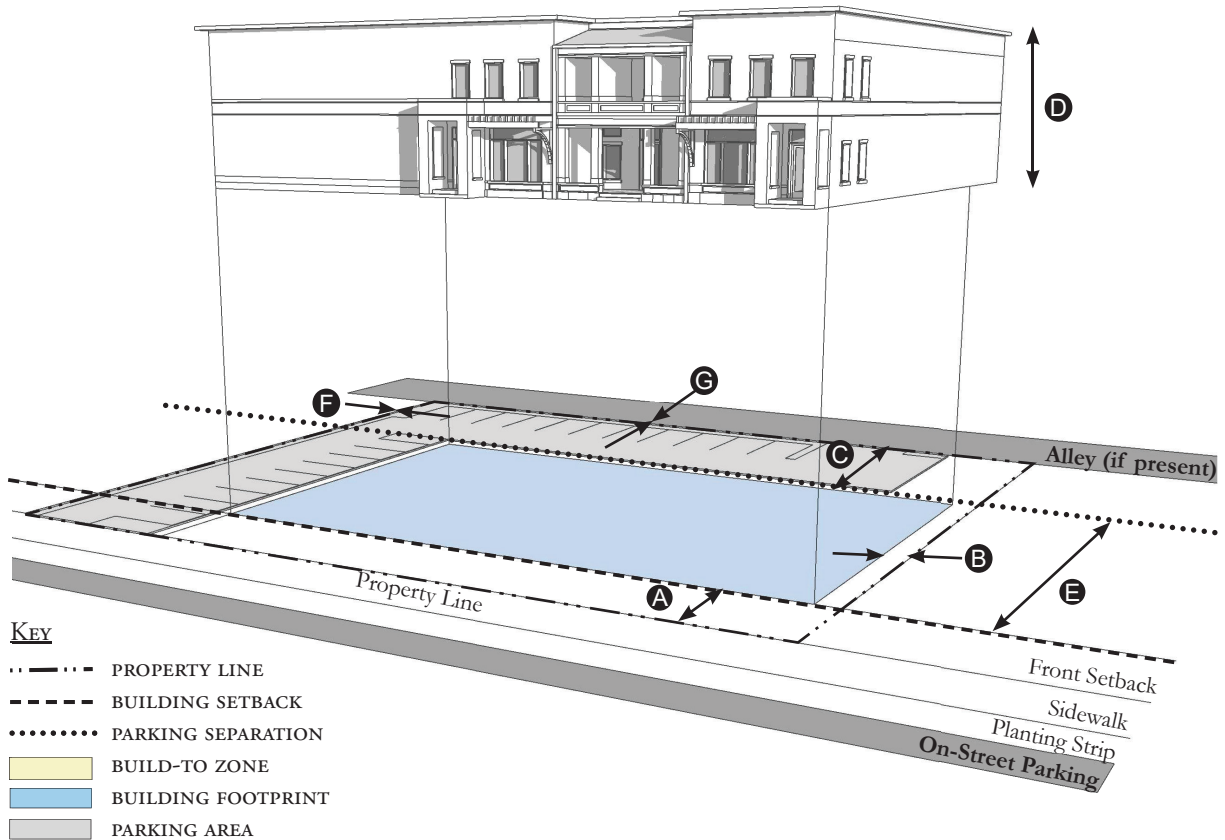 D
G
F
C
Alley (if present)
B
E
A
Property Line
Front Setback
Sidewalk
Planting Strip
On-Street Parking
KEY
PROPERTY LINE
BUILDING SETBACK
PARKING SEPARATION
BUILD-TO ZONE
BUILDING FOOTPRINT
PARKING AREA